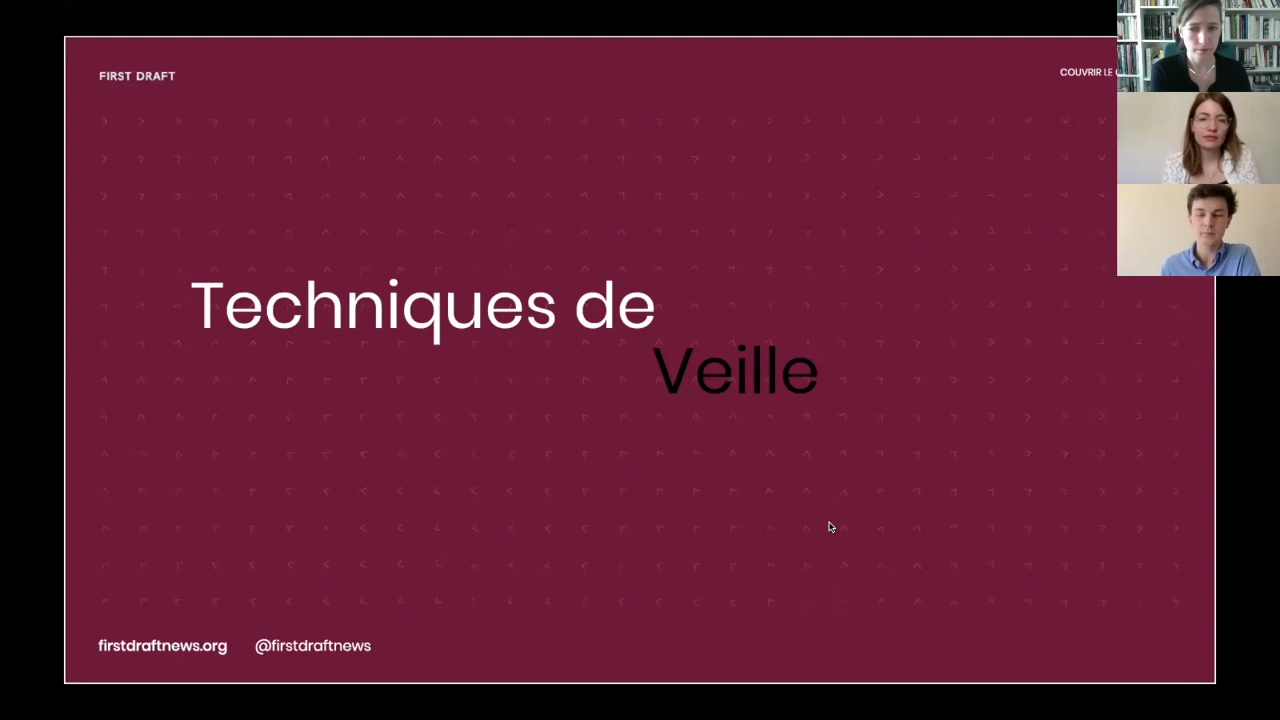 FIRST DRAFT
COUVRIR LE
Techniques de
Veille
firstdraftnews.org @firstdraftnews